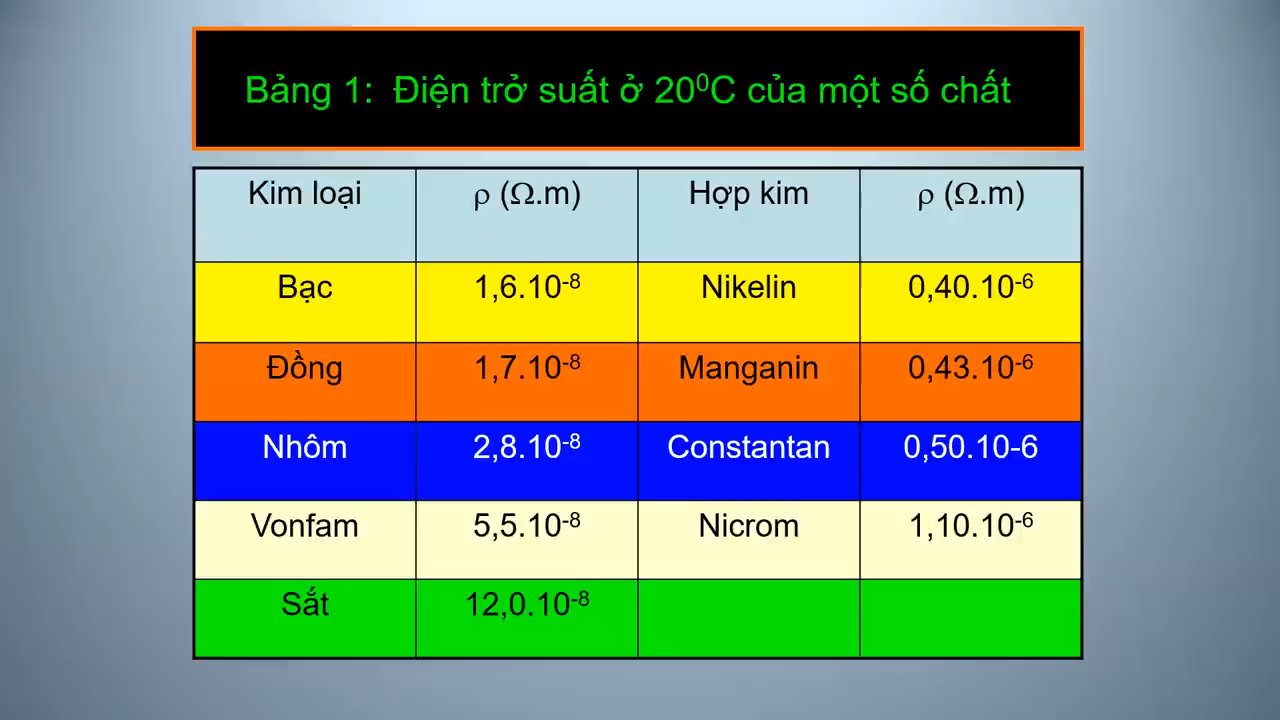 Bảng 1: Điện trở suất ở 20⁰C của một số chất
Kim loại ρ (Ω.m) Hợp kim ρ (Ω.m)
Bạc 1,6.10⁻⁸ Nikelin 0,40.10⁻⁶
Đồng 1,7.10⁻⁸ Manganin 0,43.10⁻⁶
Nhôm 2,8.10⁻⁸ Constantan 0,50.10-6
Vonfam 5,5.10⁻⁸ Nicrom 1,10.10⁻⁶
Sắt 12,0.10⁻⁸